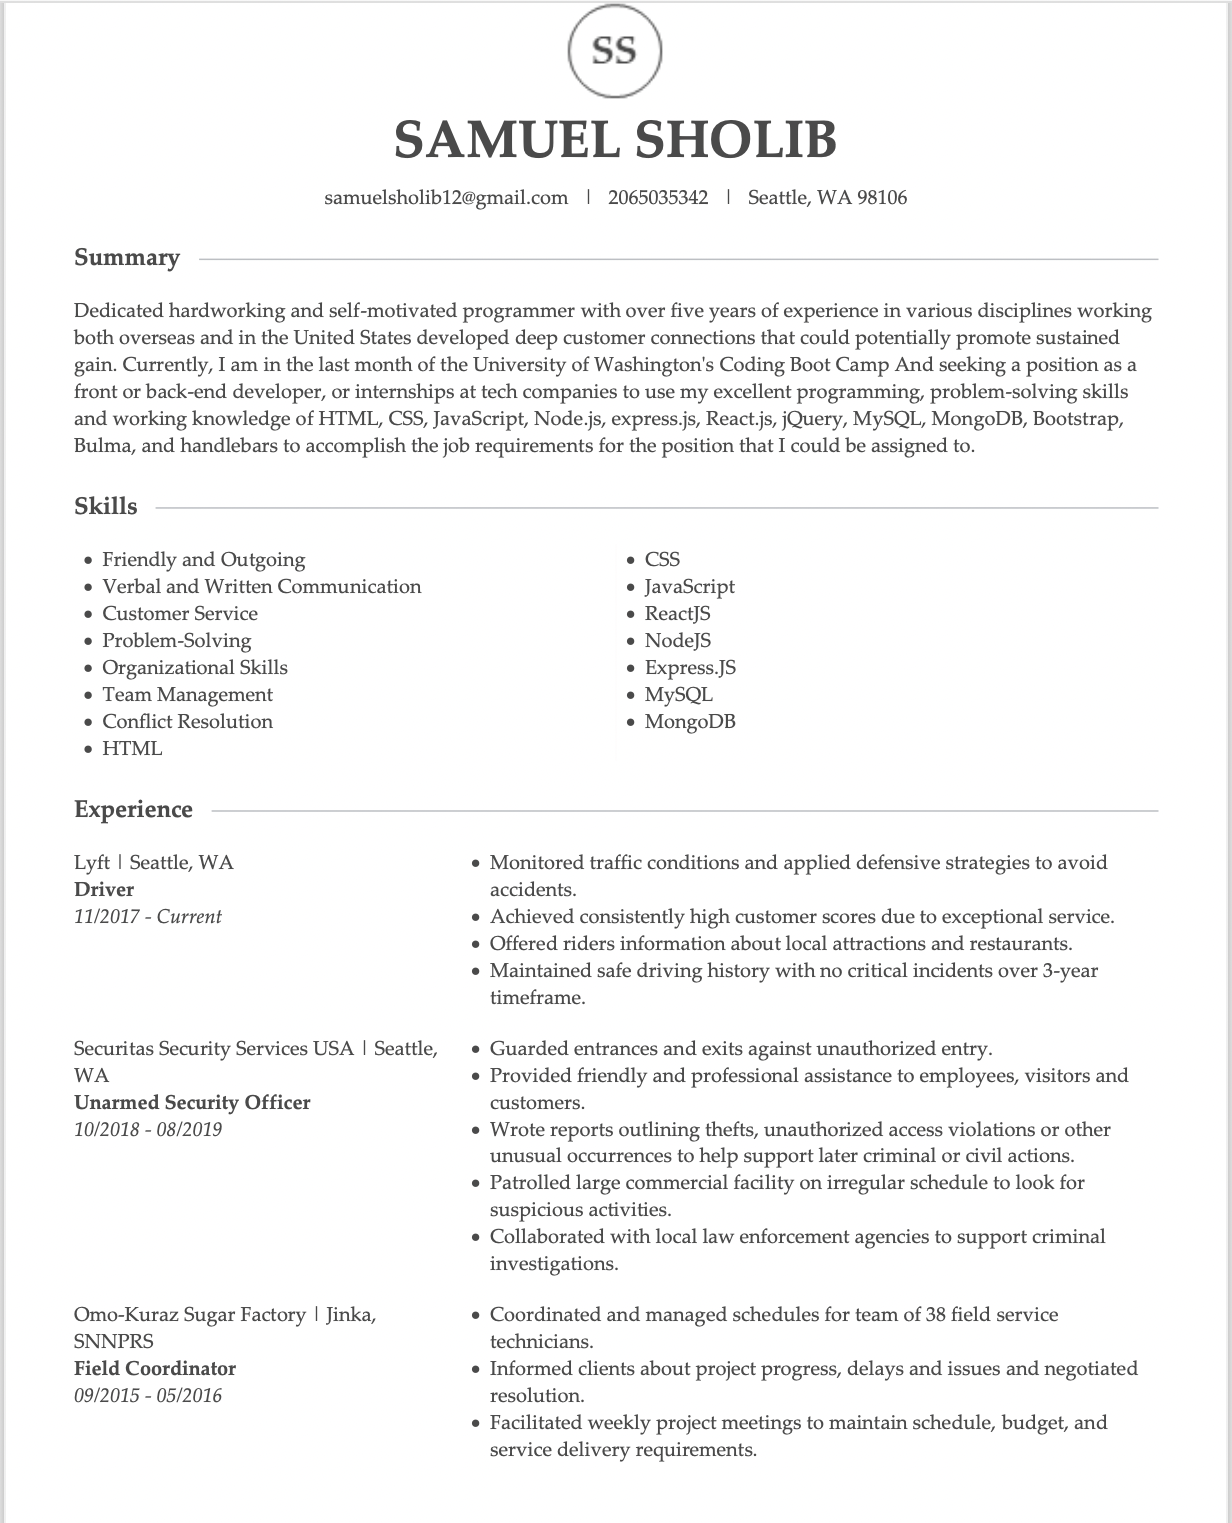 SS
SAMUEL SHOLIB
samuelsholib12@gmail.com | 2065035342 | Seattle, WA 98106
Summary
Dedicated hardworking and self-motivated programmer with over five years of experience in various disciplines working
both overseas and in the United States developed deep customer connections that could potentially promote sustained
gain. Currently, I am in the last month of the University of Washington's Coding Boot Camp And seeking a position as a
front or back-end developer, or internships at tech companies to use my excellent programming, problem-solving skills
and working knowledge of HTML, CSS, JavaScript, Node.js, express.js, React.js, jQuery, MySQL, MongoDB, Bootstrap,
Bulma, and handlebars to accomplish the job requirements for the position that I could be assigned to.
Skills
• Friendly and Outgoing
• Verbal and Written Communication
• Customer Service
• Problem-Solving
• Organizational Skills
• Team Management
• Conflict Resolution
• HTML
• CSS
• JavaScript
• ReactJS
• NodeJS
• Express.JS
• MySQL
• MongoDB
Experience
Lyft | Seattle, WA
Driver
11/2017 - Current
• Monitored traffic conditions and applied defensive strategies to avoid
accidents.
• Achieved consistently high customer scores due to exceptional service.
• Offered riders information about local attractions and restaurants.
• Maintained safe driving history with no critical incidents over 3-year
timeframe.
Securitas Security Services USA | Seattle,
WA
Unarmed Security Officer
10/2018 - 08/2019
• Guarded entrances and exits against unauthorized entry.
• Provided friendly and professional assistance to employees, visitors and
customers.
• Wrote reports outlining thefts, unauthorized access violations or other
unusual occurrences to help support later criminal or civil actions.
• Patrolled large commercial facility on irregular schedule to look for
suspicious activities.
• Collaborated with local law enforcement agencies to support criminal
investigations.
Omo-Kuraz Sugar Factory | Jinka,
SNNPRS
Field Coordinator
09/2015 - 05/2016
• Coordinated and managed schedules for team of 38 field service
technicians.
• Informed clients about project progress, delays and issues and negotiated
resolution.
• Facilitated weekly project meetings to maintain schedule, budget, and
service delivery requirements.